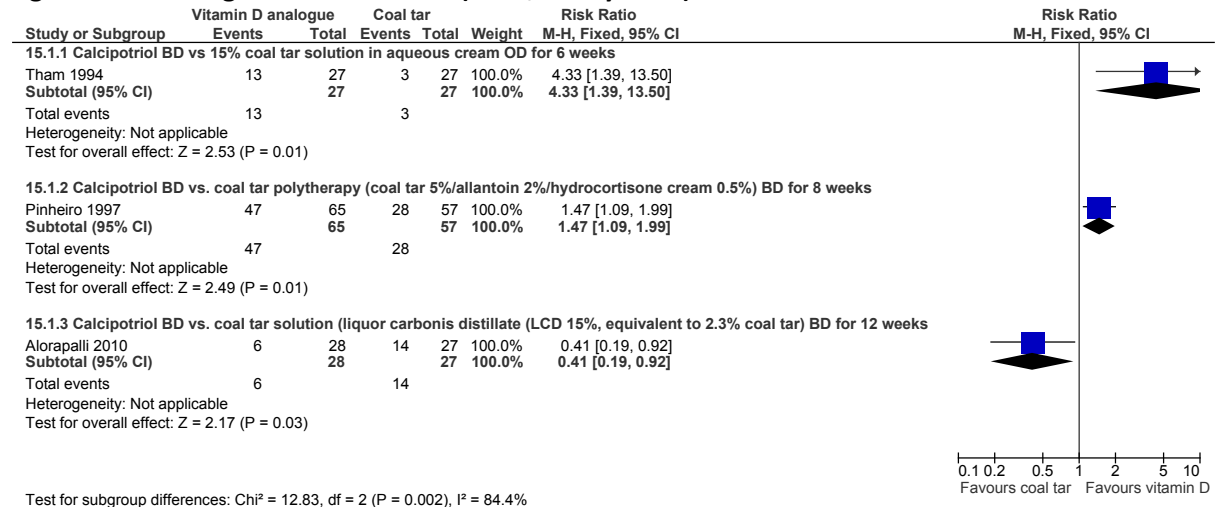 Vitamin D analogue Coal tar Risk Ratio Risk Ratio
Study or Subgroup Events Total Events Total Weight M-H, Fixed, 95% CI M-H, Fixed, 95% CI
15.1.1 Calcipotriol BD vs 15% coal tar solution in aqueous cream OD for 6 weeks
Tham 1994 13 27 3 27 100.0% 4.33 [1.39, 13.50]
Subtotal (95% CI) 27 27 100.0% 4.33 [1.39, 13.50]
Total events 13 3
Heterogeneity: Not applicable
Test for overall effect: Z = 2.53 (P = 0.01)
15.1.2 Calcipotriol BD vs. coal tar polytherapy (coal tar 5%/allantoin 2%/hydrocortisone cream 0.5%) BD for 8 weeks
Pinheiro 1997 47 65 28 57 100.0% 1.47 [1.09, 1.99]
Subtotal (95% CI) 65 57 100.0% 1.47 [1.09, 1.99]
Total events 47 28
Heterogeneity: Not applicable
Test for overall effect: Z = 2.49 (P = 0.01)
15.1.3 Calcipotriol BD vs. coal tar solution (liquor carbonis distillate (LCD 15%, equivalent to 2.3% coal tar) BD for 12 weeks
Alorapalli 2010 6 28 14 27 100.0% 0.41 [0.19, 0.92]
Subtotal (95% CI) 28 27 100.0% 0.41 [0.19, 0.92]
Total events 6 14
Heterogeneity: Not applicable
Test for overall effect: Z = 2.17 (P = 0.03)
0.1 0.2 0.5 1 2 5 10
Favours coal tar Favours vitamin D
Test for subgroup differences: Chi² = 12.83, df = 2 (P = 0.002), I² = 84.4%